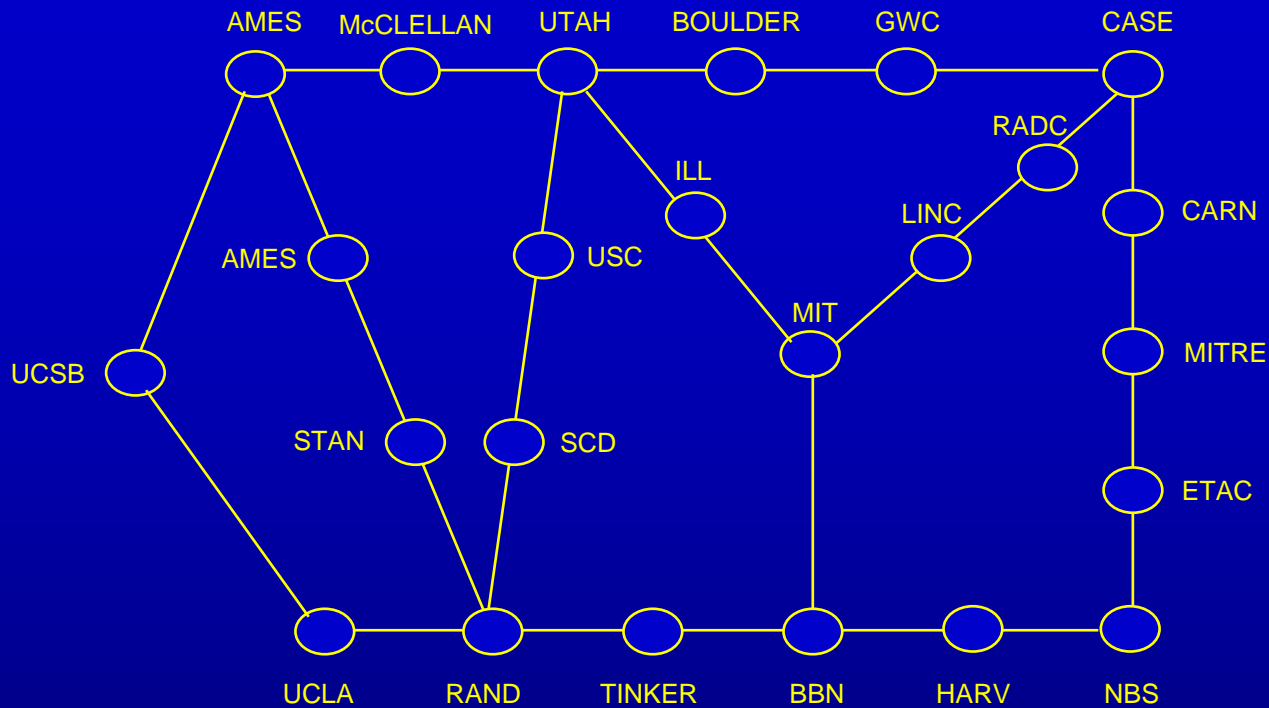 AMES
McCLELLAN
UTAH
BOULDER
GWC
CASE
RADC
ILL
LINC
CARN
AMES
USC
MIT
MITRE
UCSB
STAN
SCD
ETAC
UCLA
RAND
TINKER
BBN
HARV
NBS